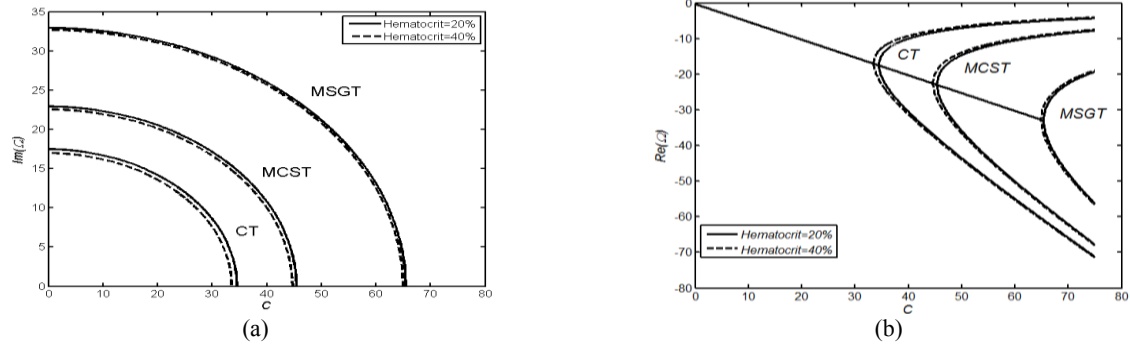 35
30
25
20
15
10
5
0
Im(Ω)
Hematocrit=20%
Hematocrit=40%
MSGT
MCST
CT
0 10 20 30 40 50 60 70 80
C
(a)
-0
-10
-20
-30
-40
-50
-60
-70
-80
Re(Ω)
CT
MCST
MSGT
Hematocrit=20%
Hematocrit=40%
0 10 20 30 40 50 60 70 80
C
(b)